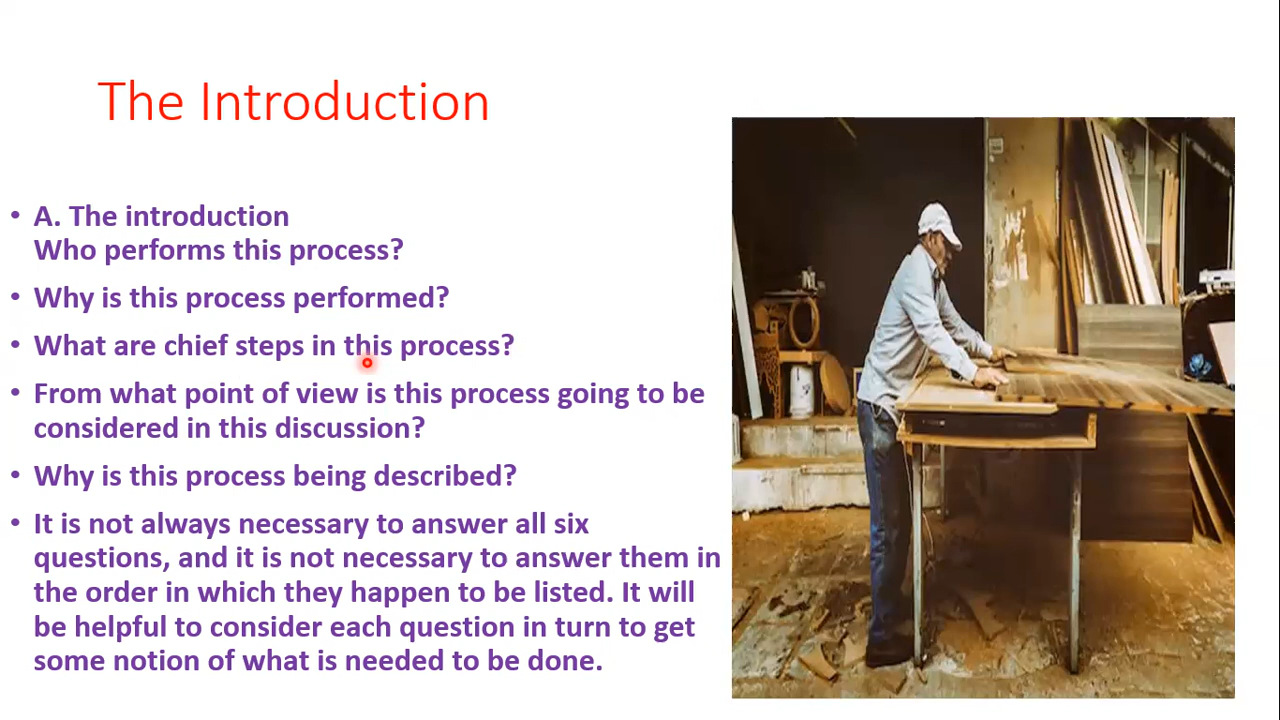 The Introduction
• A. The introduction
Who performs this process?
• Why is this process performed?
• What are chief steps in this process?
• From what point of view is this process going to be
considered in this discussion?
• Why is this process being described?
• It is not always necessary to answer all six
questions, and it is not necessary to answer them in
the order in which they happen to be listed. It will
be helpful to consider each question in turn to get
some notion of what is needed to be done.